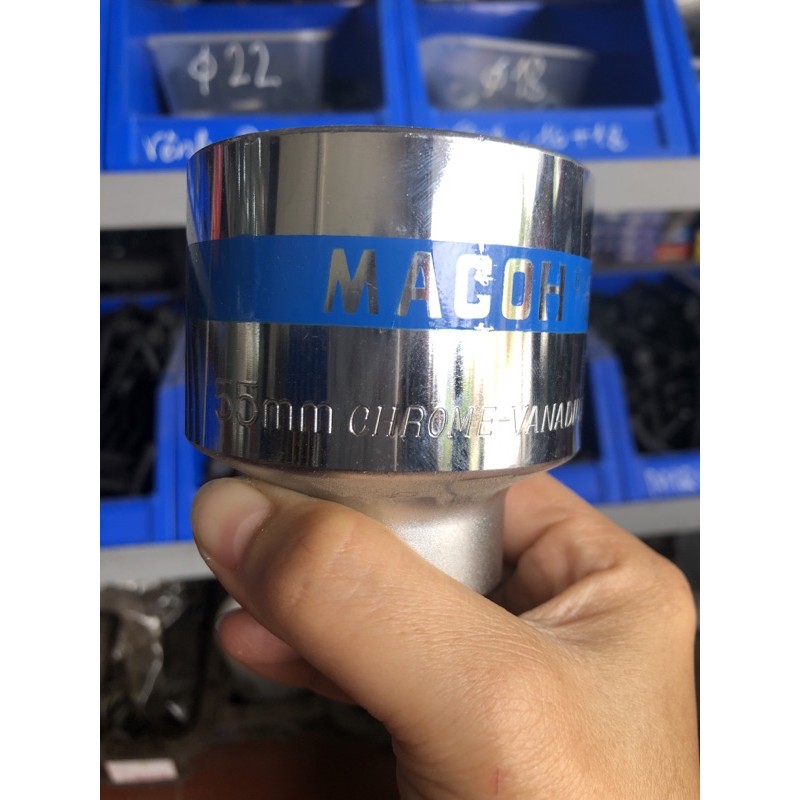 φ22
φ18
MACOH
55mm CHROME-VANADI